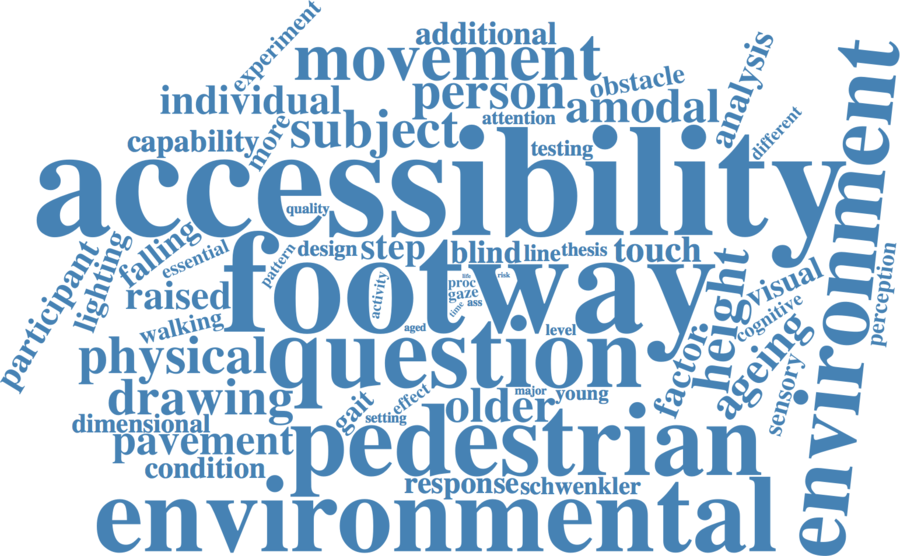 experiment
additional
movement
obstacle
analysis
individual
person
amodal
attention
different
capability
more
subject
testing
accessibility
environment
quality
participant
lighting
falling
essential
pattern
design
step
blind
line
thesis
touch
footway
life
risk
proc
gaze
ass
time
activity
raised
height
visual
perception
walking
aged
level
cognitive
physical
question
factor
ageing
sensory
drawing
gait
effect
setting
major
young
older
dimensional
pavement
pedestrian
condition
response
schwenkler
environmental